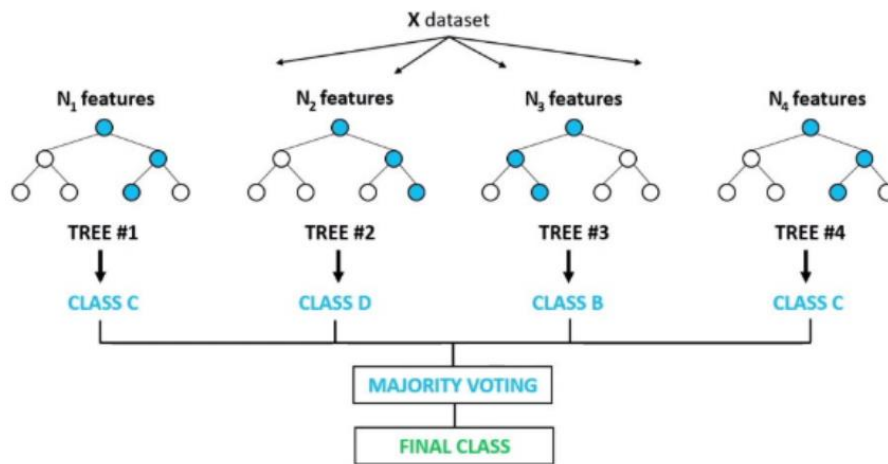 X dataset
N₁ features
N₂ features
N₃ features
N₄ features
TREE #1
TREE #2
TREE #3
TREE #4
CLASS C
CLASS D
CLASS B
CLASS C
MAJORITY VOTING
FINAL CLASS